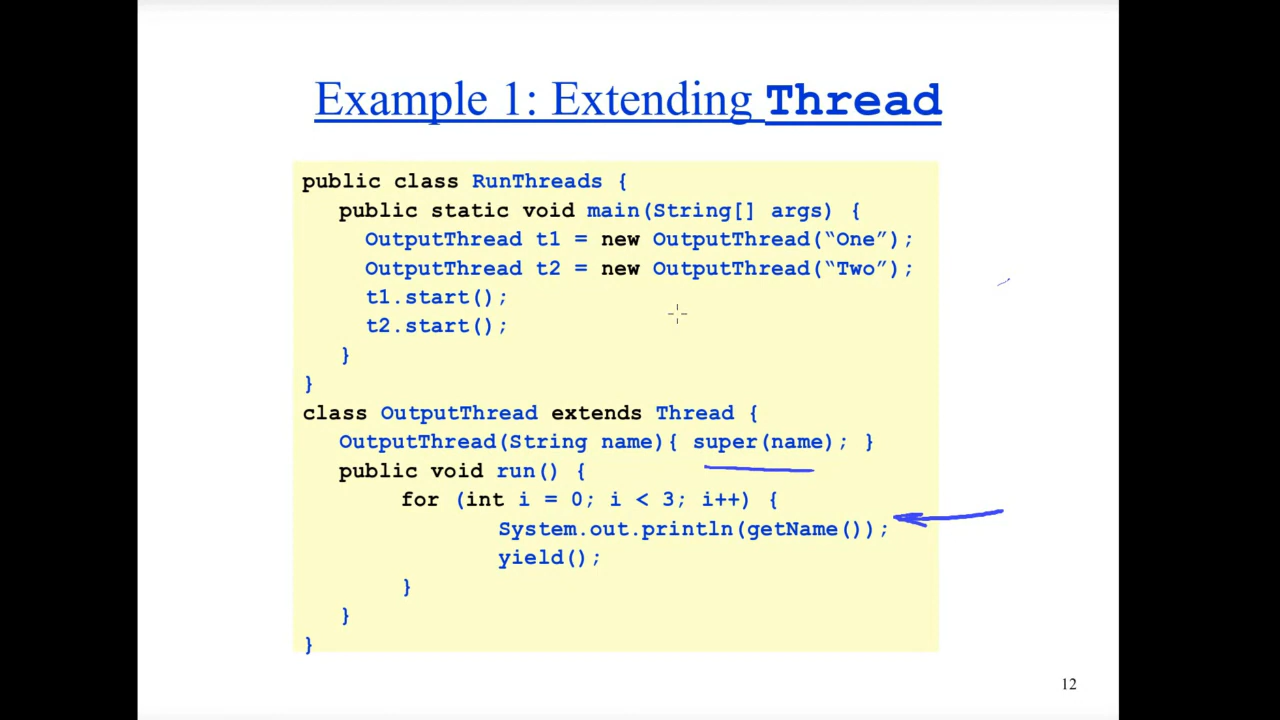 Example 1: Extending Thread
public class RunThreads {
public static void main(String[] args) {
OutputThread t1 = new OutputThread(“One”);
OutputThread t2 = new OutputThread(“Two”);
t1.start();
t2.start();
}
}
class OutputThread extends Thread {
OutputThread(String name){ super(name); }
public void run() {
for (int i = 0; i < 3; i++) {
System.out.println(getName());
yield();
}
}
}
12